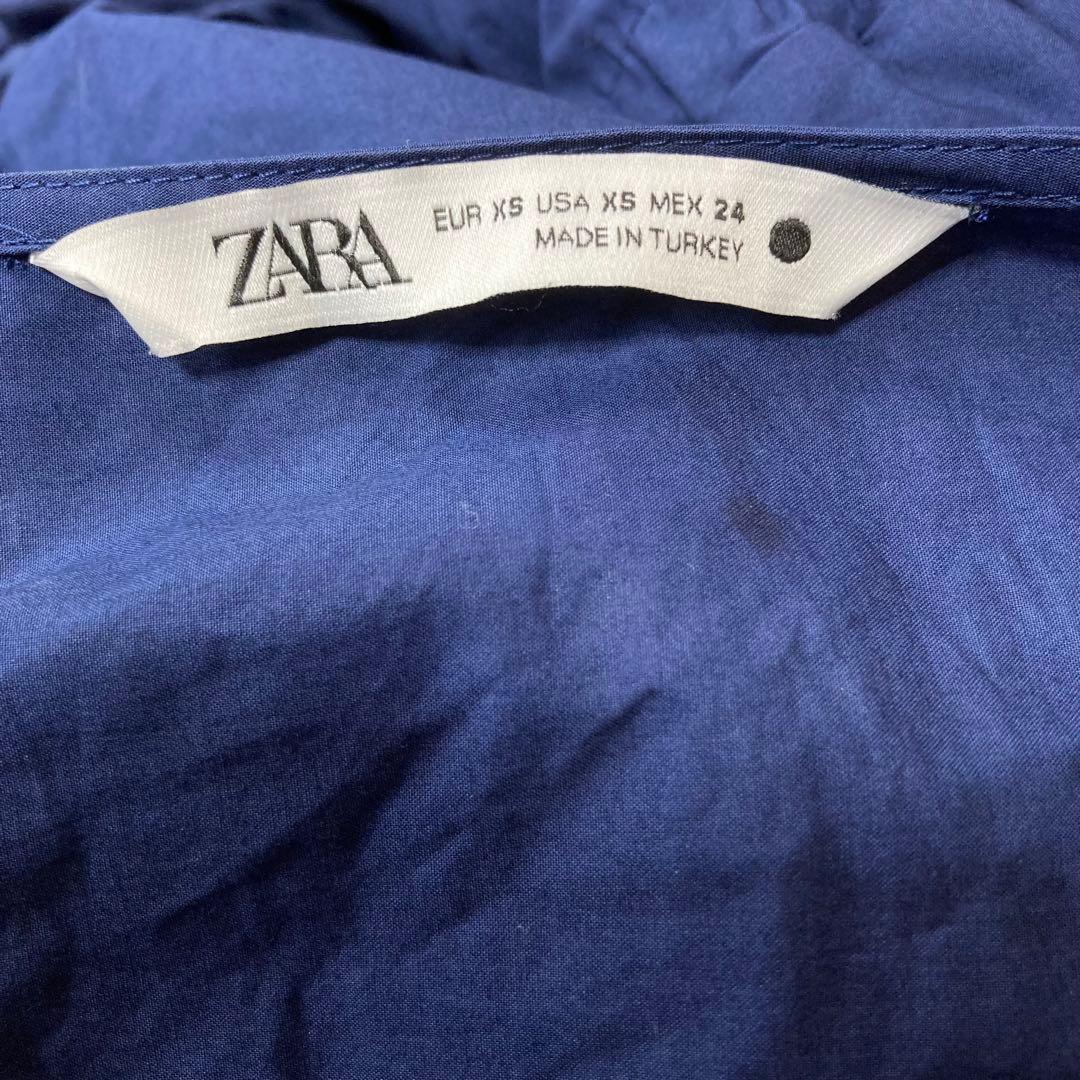 ZARA
EUR XS USA XS MEX 24
MADE IN TURKEY